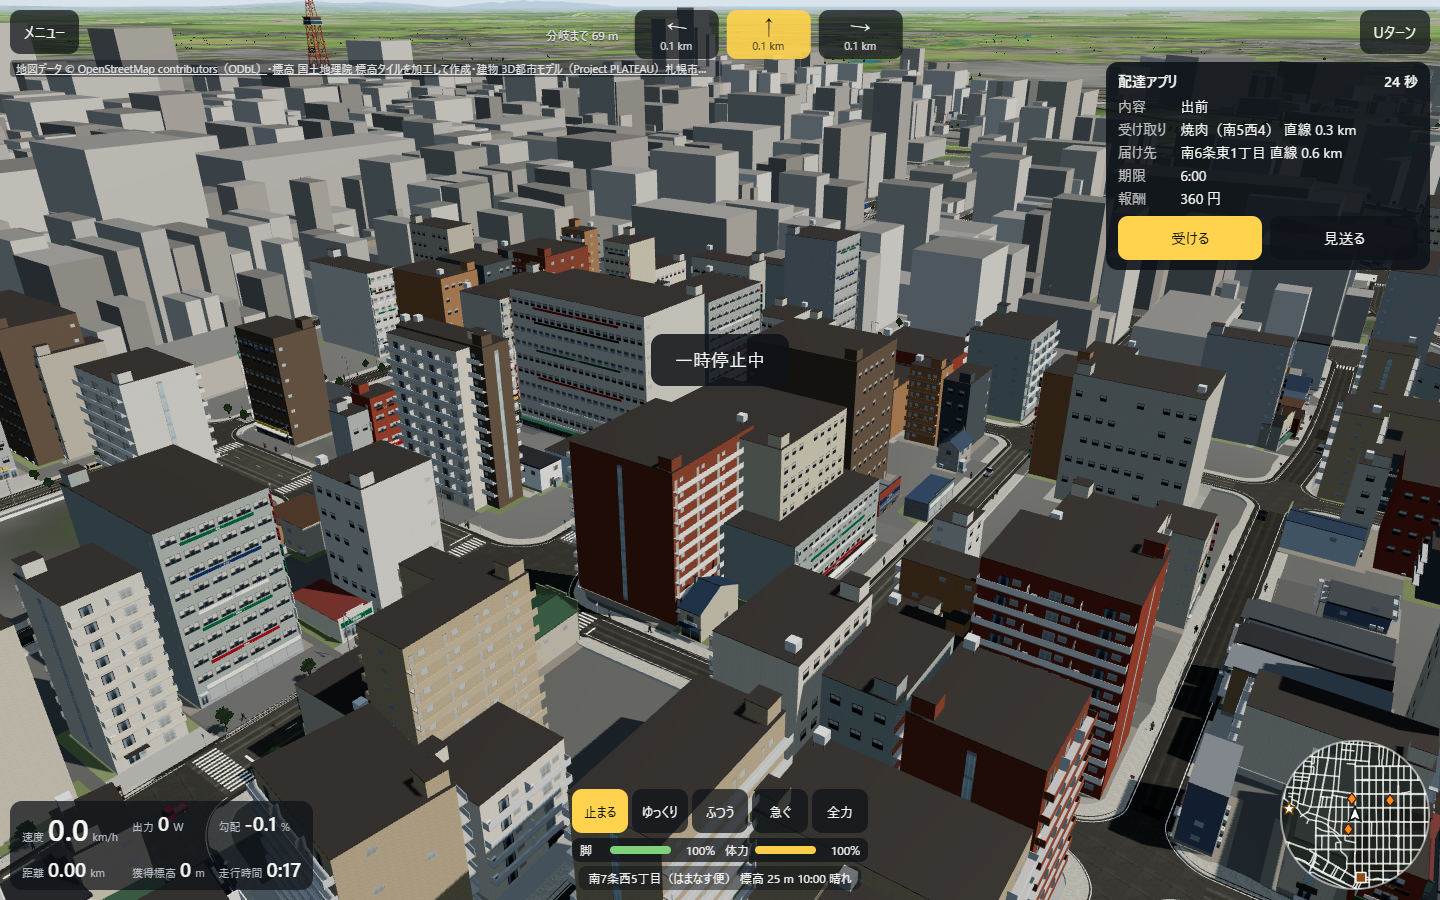 メニュー
分岐まで 69 m
← 0.1 km
↑ 0.1 km
→ 0.1 km
Uターン
地図データ © OpenStreetMap contributors（ODbL）・標高 国土地理院 標高タイルを加工して作成・建物 3D都市モデル（Project PLATEAU）札幌市...
配達アプリ 24 秒
内容 出前
受け取り 焼肉（南5西4） 直線 0.3 km
届け先 南6条東1丁目 直線 0.6 km
期限 6:00
報酬 360 円
受ける 見送る
一時停止中
速度 0.0 km/h 出力 0 W 勾配 -0.1 %
距離 0.00 km 獲得標高 0 m 走行時間 0:17
止まる ゆっくり ふつう 急ぐ 全力
脚 100% 体力 100%
南7条西5丁目（はまなす便） 標高 25 m 10:00 晴れ